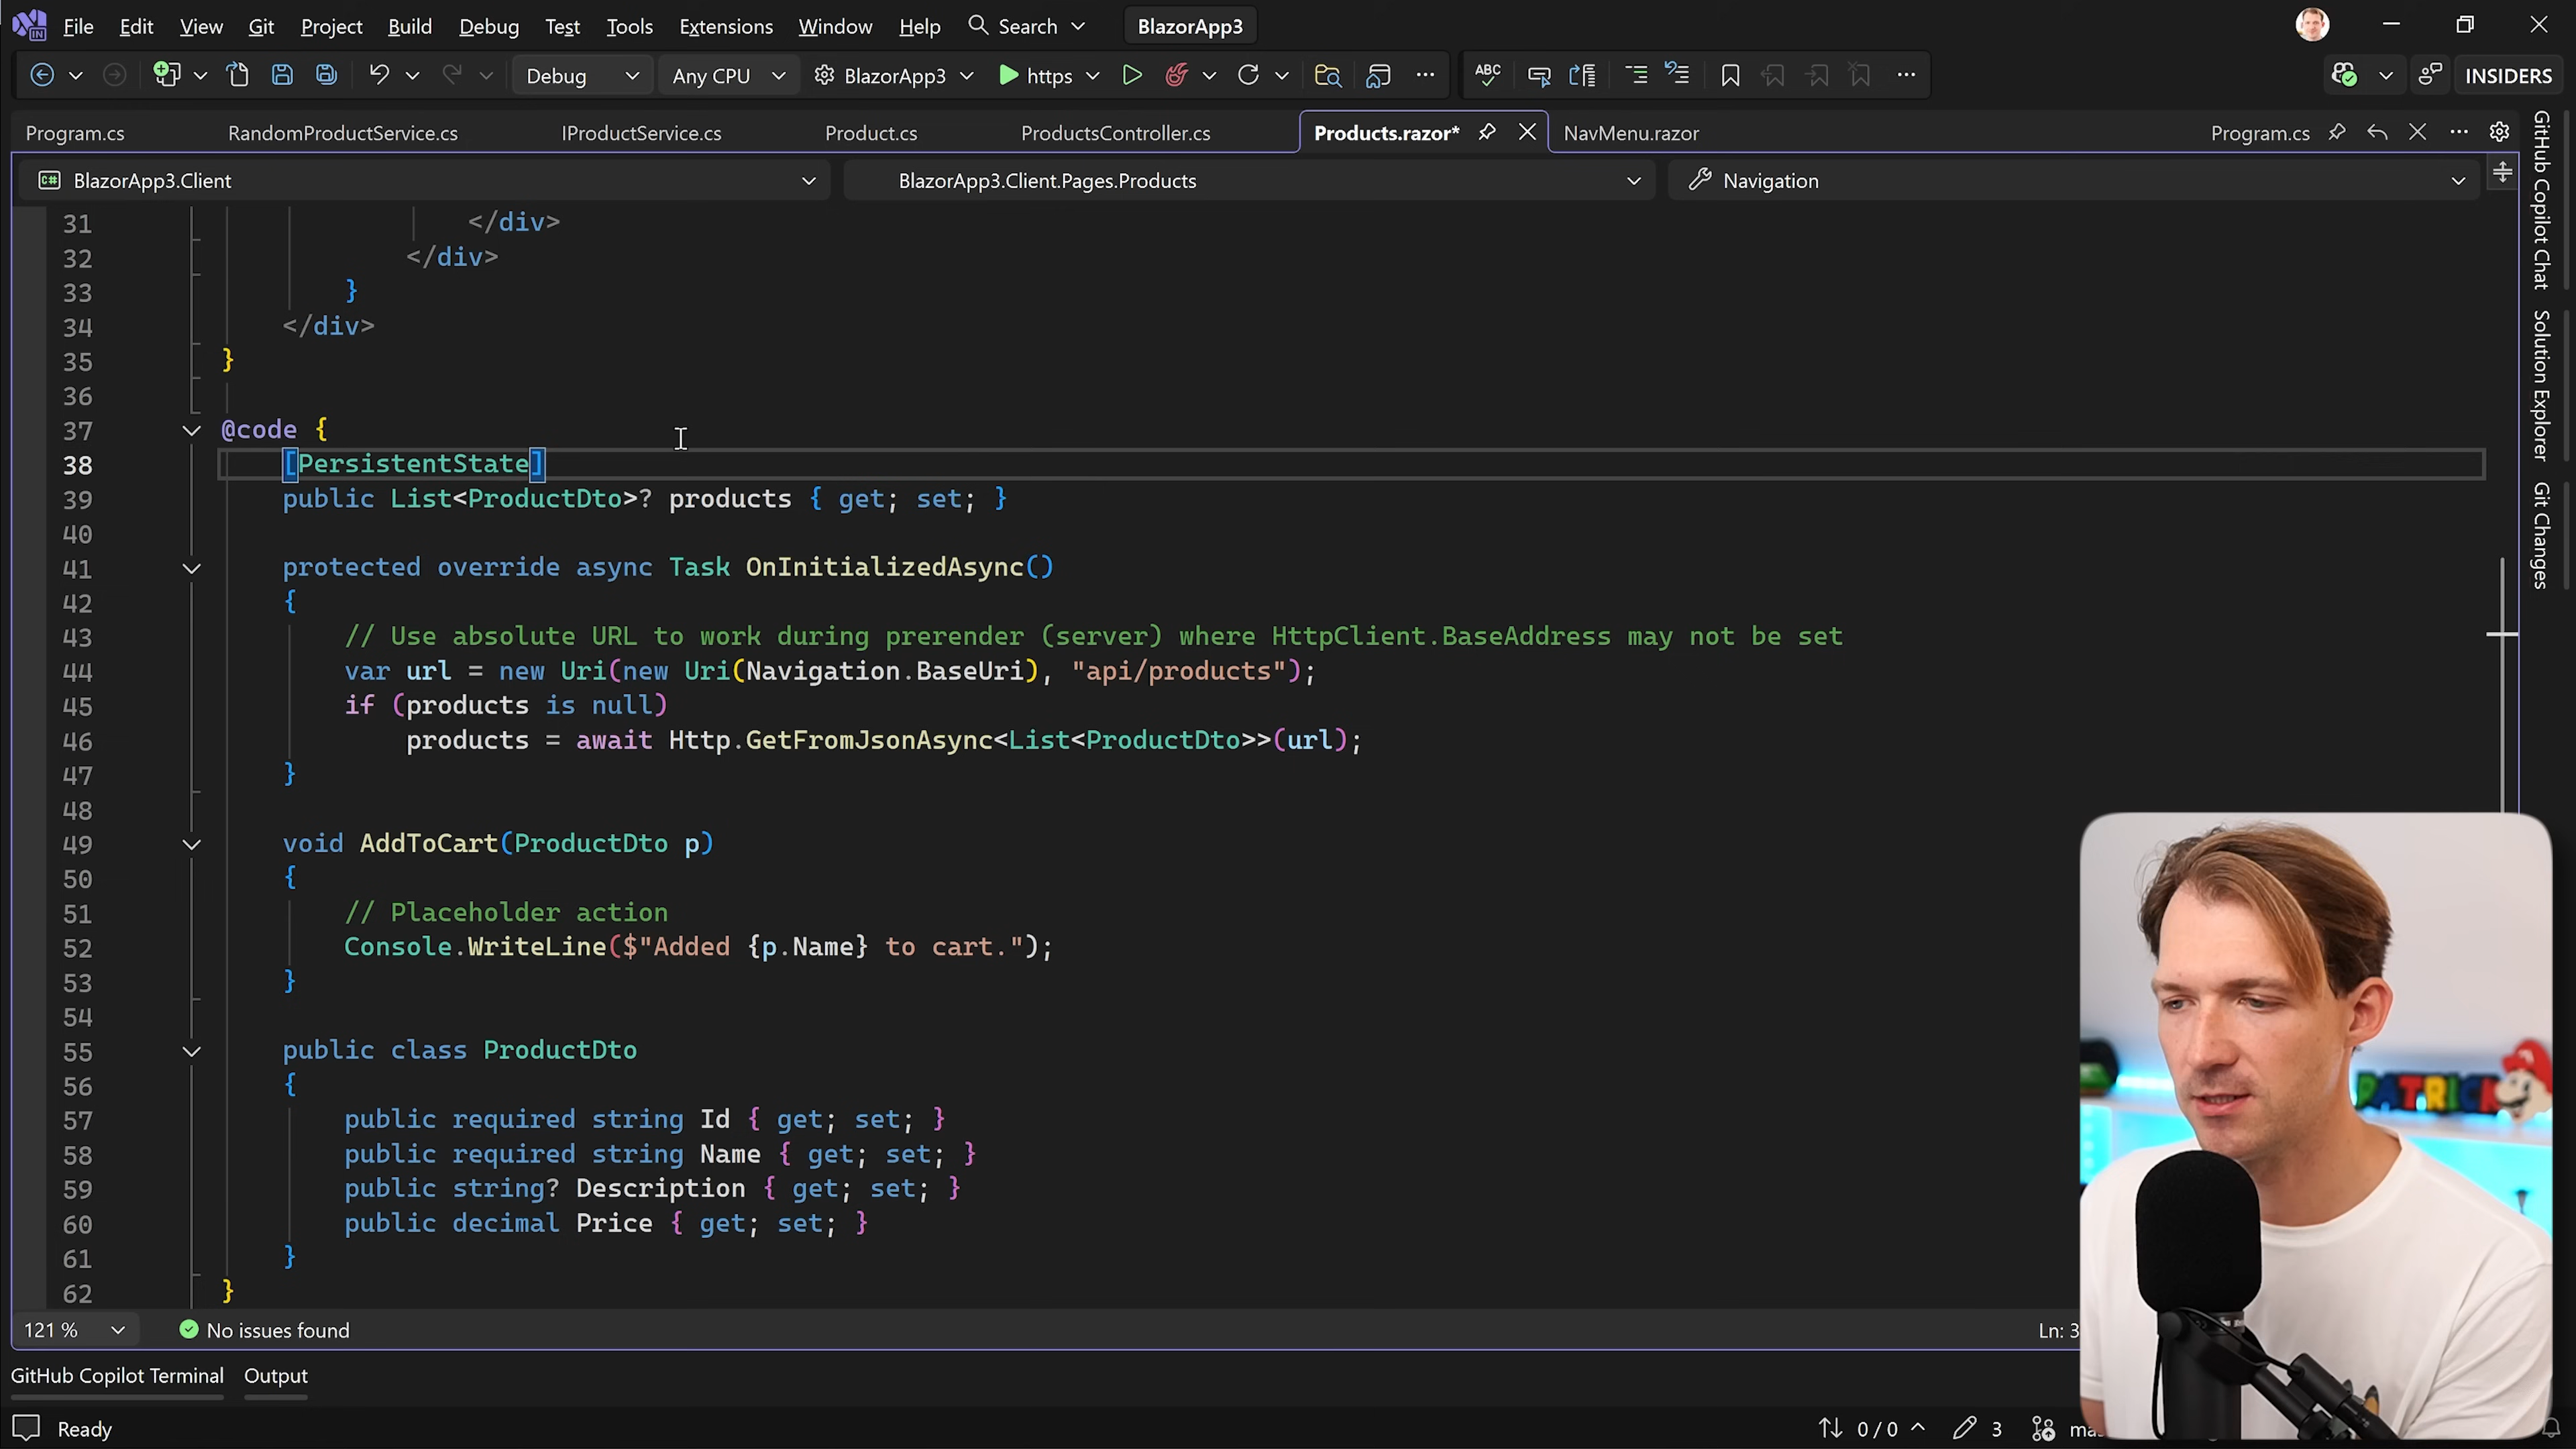 File Edit View Git Project Build Debug Test Tools Extensions Window Help Search BlazorApp3
Debug Any CPU BlazorApp3 https INSIDERS
Program.cs RandomProductService.cs IProductService.cs Product.cs ProductsController.cs Products.razor* NavMenu.razor Program.cs
BlazorApp3.Client BlazorApp3.Client.Pages.Products Navigation
31 </div>
32 </div>
33 }
34 </div>
35 }
36
37 @code {
38 [PersistentState]
39 public List<ProductDto>? products { get; set; }
40
41 protected override async Task OnInitializedAsync()
42 {
43 // Use absolute URL to work during prerender (server) where HttpClient.BaseAddress may not be set
44 var url = new Uri(new Uri(Navigation.BaseUri), "api/products");
45 if (products is null)
46 products = await Http.GetFromJsonAsync<List<ProductDto>>(url);
47 }
48
49 void AddToCart(ProductDto p)
50 {
51 // Placeholder action
52 Console.WriteLine($"Added {p.Name} to cart.");
53 }
54
55 public class ProductDto
56 {
57 public required string Id { get; set; }
58 public required string Name { get; set; }
59 public string? Description { get; set; }
60 public decimal Price { get; set; }
61 }
62 }
121 % No issues found Ln: 3
GitHub Copilot Terminal Output
Ready 0 / 0 3
GitHub Copilot Chat
Solution Explorer
Git Changes
PATRICK